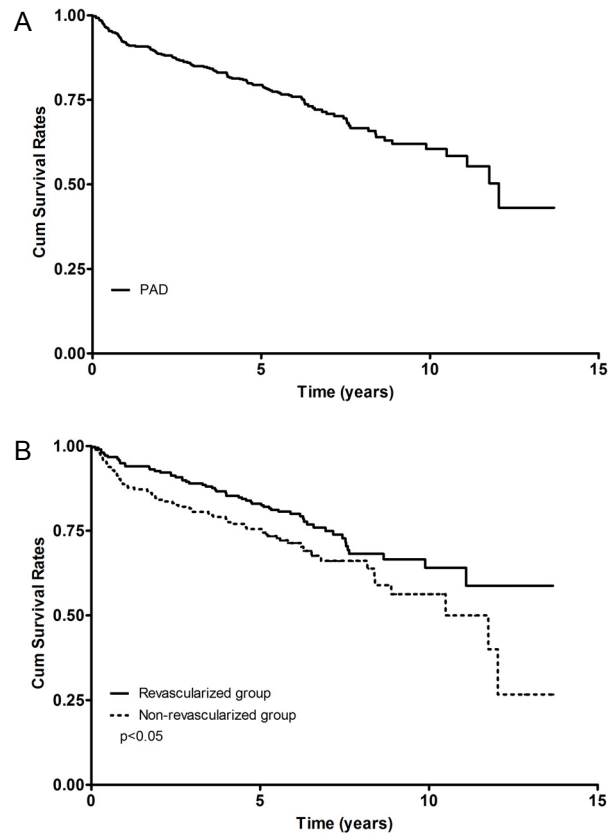 A
1.00
0.75
0.50
0.25
0.00
Cum Survival Rates
PAD
0 5 10 15
Time (years)
B
1.00
0.75
0.50
0.25
0.00
Cum Survival Rates
Revascularized group
Non-revascularized group
p<0.05
0 5 10 15
Time (years)